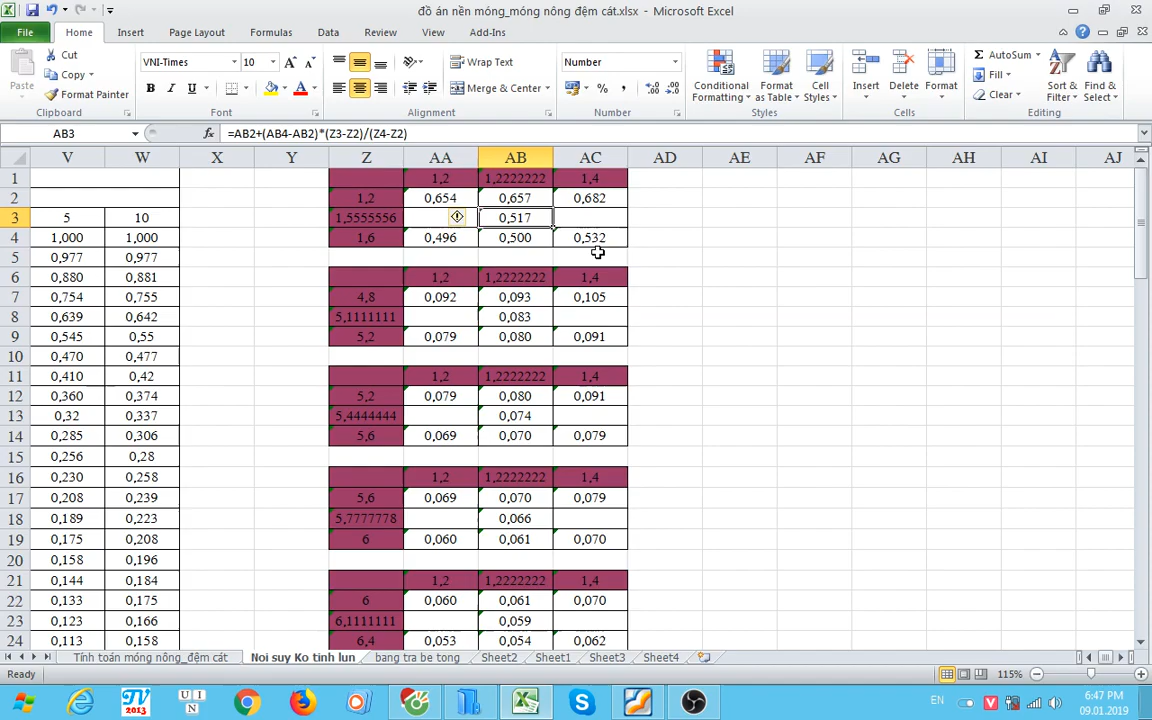 đồ án nền móng_móng nông đệm cát.xlsx - Microsoft Excel
File Home Insert Page Layout Formulas Data Review View Add-Ins
Cut
Copy
Format Painter
Paste
Clipboard
VNI-Times 10
B I U
Font
Wrap Text
Merge & Center
Alignment
Number
Number
Conditional Formatting
Format as Table
Cell Styles
Styles
Insert Delete Format
Cells
AutoSum
Fill
Clear
Sort & Filter
Find & Select
Editing
AB3 fx =AB2+(AB4-AB2)*(Z3-Z2)/(Z4-Z2)
V W X Y Z AA AB AC AD AE AF AG AH AI AJ
1 1,2 1,2222222 1,4
2 1,2 0,654 0,657 0,682
3 5 10 1,5555556 0,517
4 1,000 1,000 1,6 0,496 0,500 0,532
5 0,977 0,977
6 0,880 0,881 1,2 1,2222222 1,4
7 0,754 0,755 4,8 0,092 0,093 0,105
8 0,639 0,642 5,1111111 0,083
9 0,545 0,55 5,2 0,079 0,080 0,091
10 0,470 0,477
11 0,410 0,42 1,2 1,2222222 1,4
12 0,360 0,374 5,2 0,079 0,080 0,091
13 0,32 0,337 5,4444444 0,074
14 0,285 0,306 5,6 0,069 0,070 0,079
15 0,256 0,28
16 0,230 0,258 1,2 1,2222222 1,4
17 0,208 0,239 5,6 0,069 0,070 0,079
18 0,189 0,223 5,7777778 0,066
19 0,175 0,208 6 0,060 0,061 0,070
20 0,158 0,196
21 0,144 0,184 1,2 1,2222222 1,4
22 0,133 0,175 6 0,060 0,061 0,070
23 0,123 0,166 6,1111111 0,059
24 0,113 0,158 6,4 0,053 0,054 0,062
Tính toán móng nông_đệm cát Noi suy Ko tinh lun bang tra be tong Sheet2 Sheet1 Sheet3 Sheet4
Ready 115%
TV 2013
U I N
EN
V
6:47 PM
09.01.2019